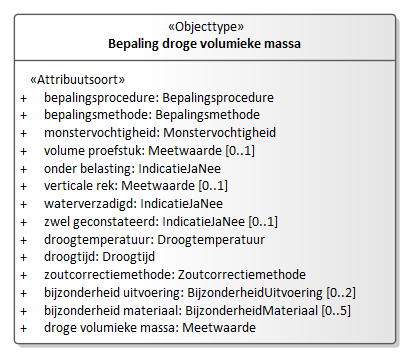 «Objecttype»
Bepaling droge volumieke massa
«Attribuutsoort»
+ bepalingsprocedure: Bepalingsprocedure
+ bepalingsmethode: Bepalingsmethode
+ monstervochtigheid: Monstervochtigheid
+ volume proefstuk: Meetwaarde [0..1]
+ onder belasting: IndicatieJaNee
+ verticale rek: Meetwaarde [0..1]
+ waterverzadigd: IndicatieJaNee
+ zwel geconstateerd: IndicatieJaNee [0..1]
+ droogtemperatuur: Droogtemperatuur
+ droogtijd: Droogtijd
+ zoutcorrectiemethode: Zoutcorrectiemethode
+ bijzonderheid uitvoering: BijzonderheidUitvoering [0..2]
+ bijzonderheid materiaal: BijzonderheidMateriaal [0..5]
+ droge volumieke massa: Meetwaarde